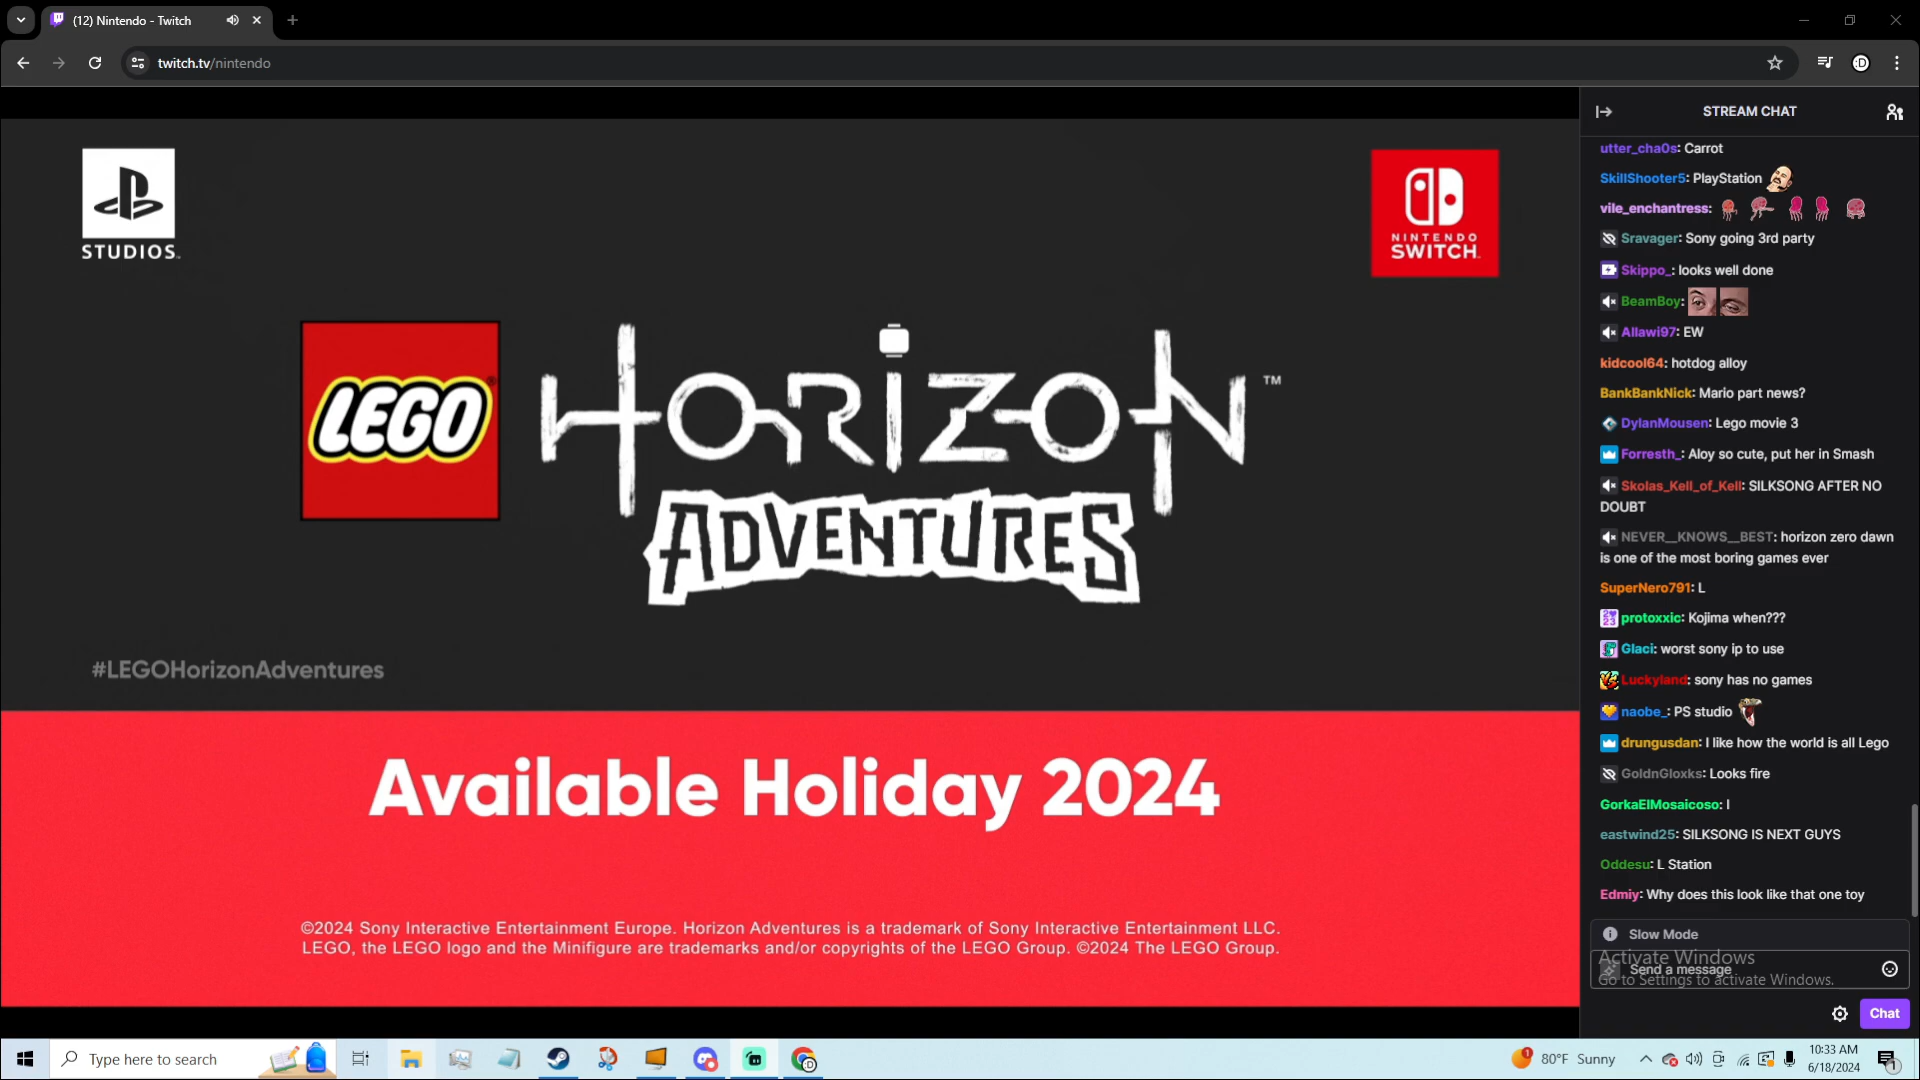 (12) Nintendo - Twitch
twitch.tv/nintendo
STUDIOS™
NINTENDO
SWITCH™
LEGO®
HORIZON™
ADVENTURES
#LEGOHorizonAdventures
Available Holiday 2024
©2024 Sony Interactive Entertainment Europe. Horizon Adventures is a trademark of Sony Interactive Entertainment LLC.
LEGO, the LEGO logo and the Minifigure are trademarks and/or copyrights of the LEGO Group. ©2024 The LEGO Group.
STREAM CHAT
utter_cha0s: Carrot
SkillShooter5: PlayStation
vile_enchantress:
Sravager: Sony going 3rd party
Skippo_: looks well done
BeamBoy:
Allawi97: EW
kidcool64: hotdog alloy
BankBankNick: Mario part news?
DylanMousen: Lego movie 3
Forresth_: Aloy so cute, put her in Smash
Skolas_Kell_of_Kell: SILKSONG AFTER NO
DOUBT
NEVER__KNOWS__BEST: horizon zero dawn
is one of the most boring games ever
SuperNero791: L
protoxxic: Kojima when???
Glaci: worst sony ip to use
Luckyland: sony has no games
naobe_: PS studio
drungusdan: I like how the world is all Lego
GoldnGloxks: Looks fire
GorkaElMosaicoso: I
eastwind25: SILKSONG IS NEXT GUYS
Oddesu: L Station
Edmiy: Why does this look like that one toy
Slow Mode
Activate Windows
Send a message
Go to Settings to activate Windows.
Chat
Type here to search
80°F Sunny
10:33 AM
6/18/2024